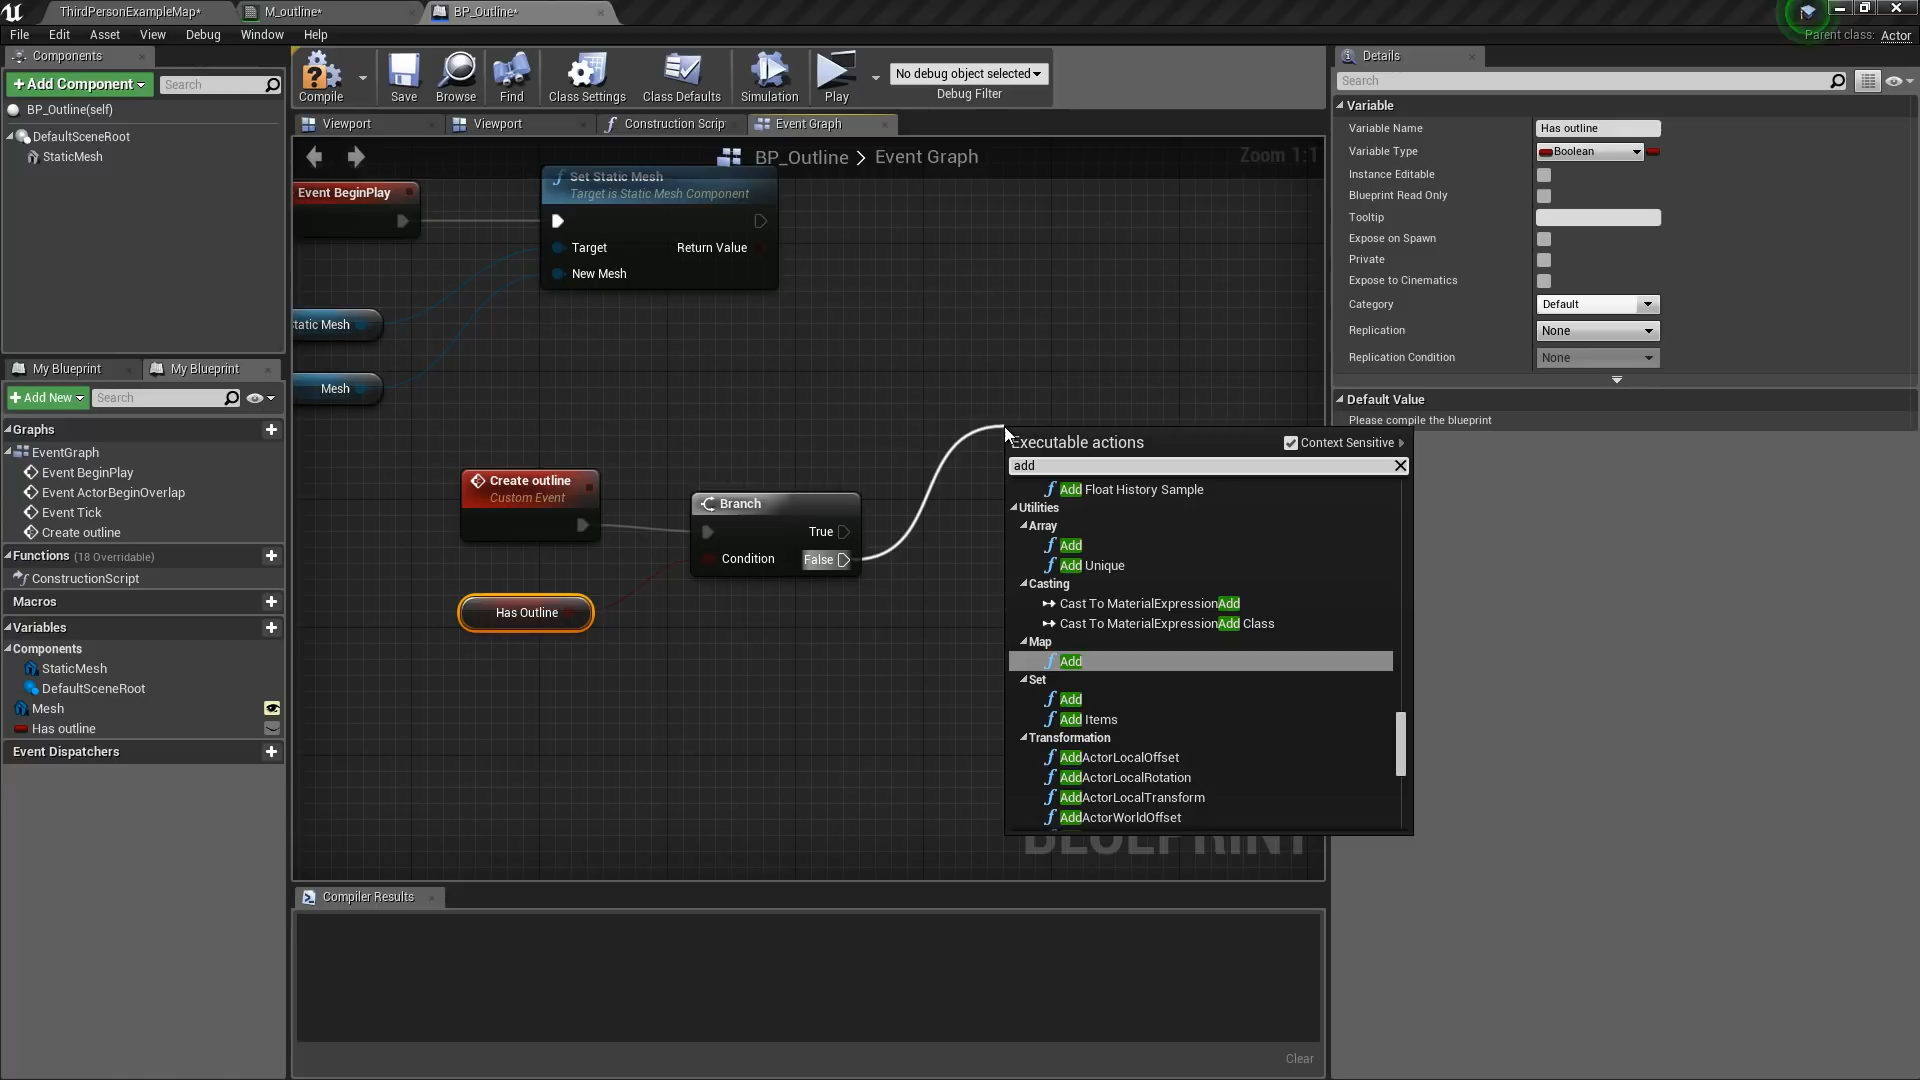 ThirdPersonExampleMap*
M_outline*
BP_Outline*
File Edit Asset View Debug Window Help
Parent class: Actor
Components
+Add Component
Search
BP_Outline(self)
DefaultSceneRoot
StaticMesh
Compile
Save
Browse
Find
Class Settings
Class Defaults
Simulation
Play
No debug object selected
Debug Filter
Viewport
Viewport
Construction Scrip
Event Graph
BP_Outline > Event Graph
Zoom 1:1
Event BeginPlay
Set Static Mesh
Target is Static Mesh Component
Target
Return Value
New Mesh
tatic Mesh
Mesh
Create outline
Custom Event
Branch
True
Condition
False
Has Outline
Executable actions
Context Sensitive
add
Add Float History Sample
Utilities
Array
Add
Add Unique
Casting
Cast To MaterialExpressionAdd
Cast To MaterialExpressionAdd Class
Map
Add
Set
Add
Add Items
Transformation
AddActorLocalOffset
AddActorLocalRotation
AddActorLocalTransform
AddActorWorldOffset
BLUEPRINT
My Blueprint
My Blueprint
+Add New
Search
Graphs
EventGraph
Event BeginPlay
Event ActorBeginOverlap
Event Tick
Create outline
Functions (18 Overridable)
ConstructionScript
Macros
Variables
Components
StaticMesh
DefaultSceneRoot
Mesh
Has outline
Event Dispatchers
Compiler Results
Clear
Details
Search
Variable
Variable Name
Has outline
Variable Type
Boolean
Instance Editable
Blueprint Read Only
Tooltip
Expose on Spawn
Private
Expose to Cinematics
Category
Default
Replication
None
Replication Condition
None
Default Value
Please compile the blueprint